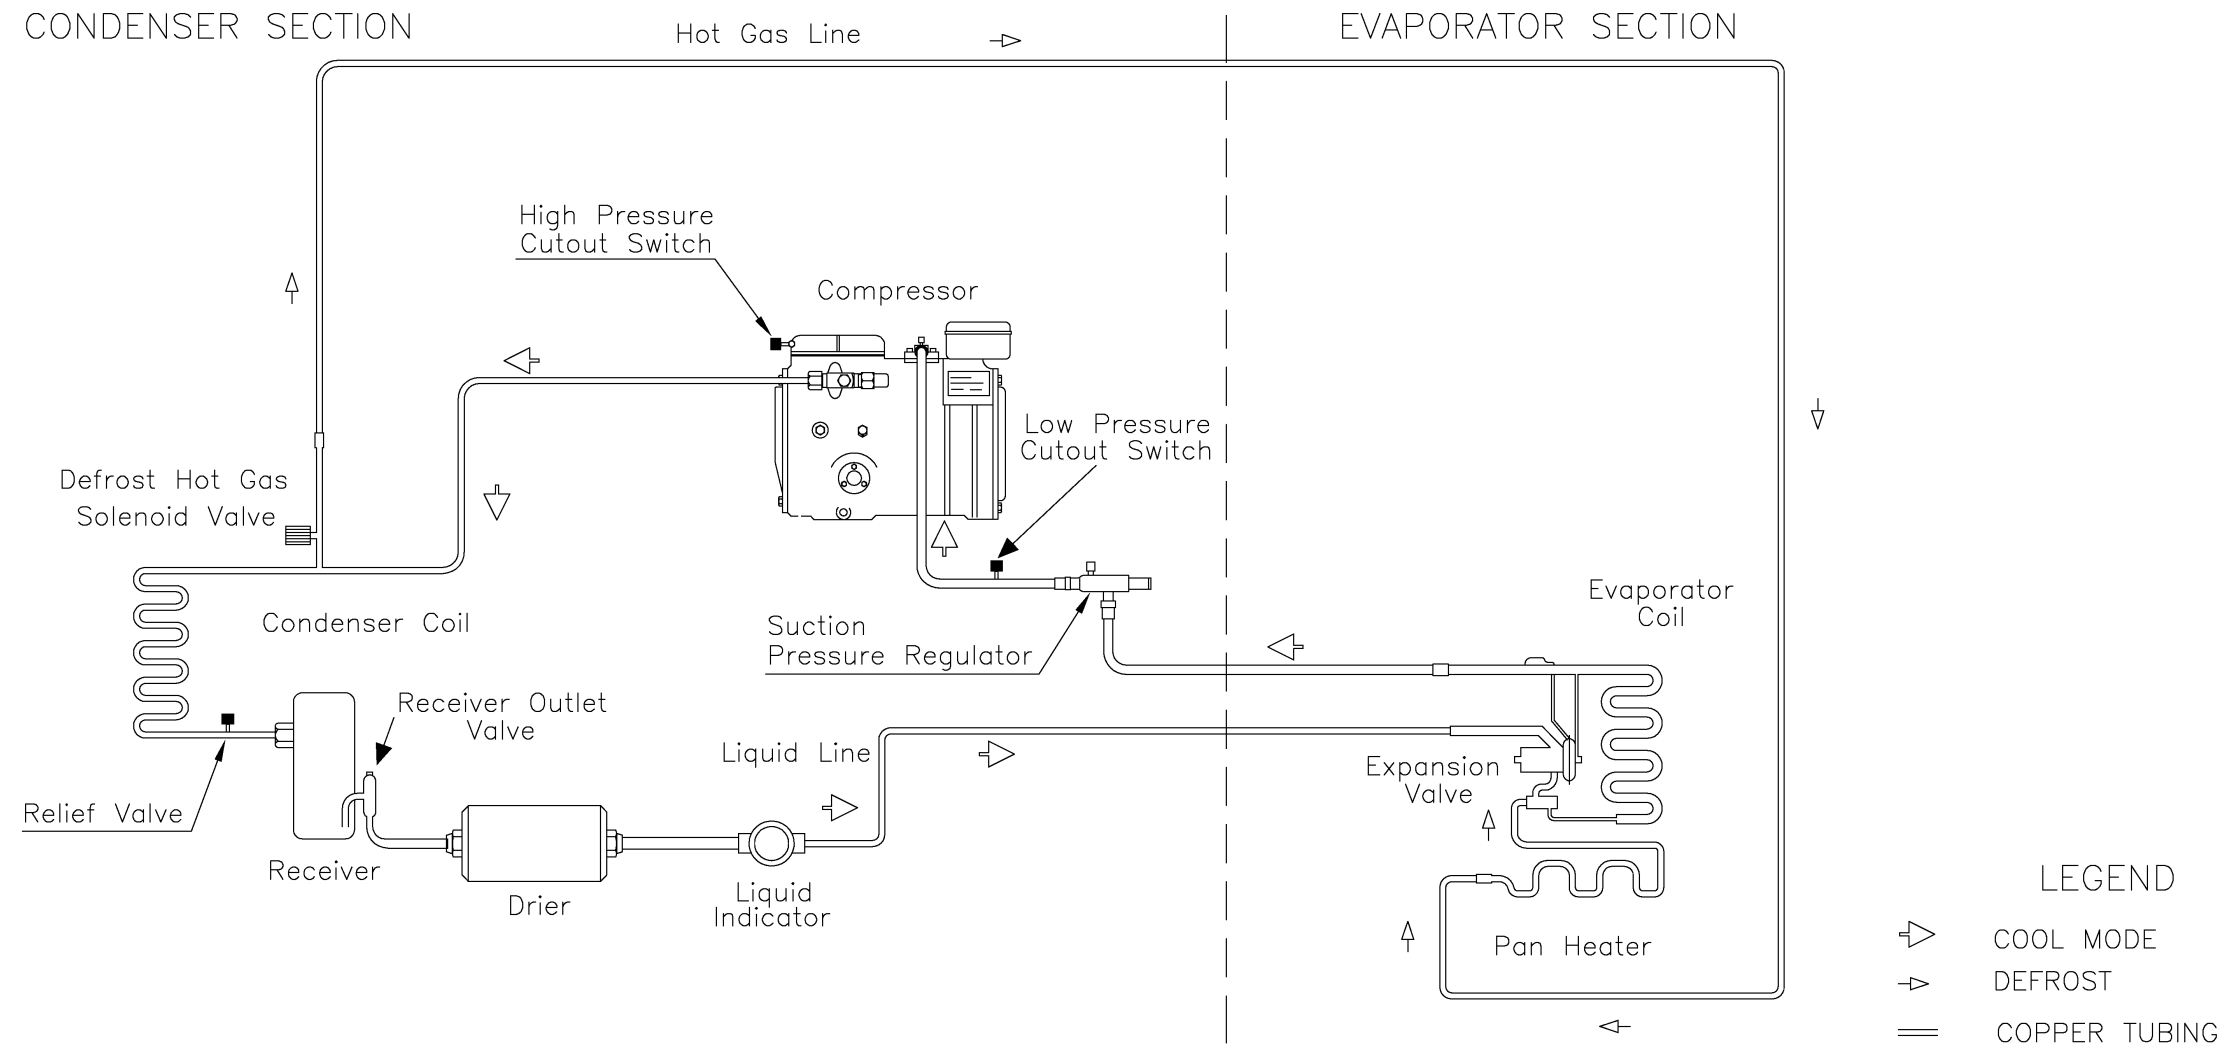 CONDENSER SECTION
Hot Gas Line
EVAPORATOR SECTION
High Pressure
Cutout Switch
Compressor
Low Pressure
Cutout Switch
Defrost Hot Gas
Solenoid Valve
Evaporator
Coil
Condenser Coil
Suction
Pressure Regulator
Receiver Outlet
Valve
Liquid Line
Expansion
Valve
Relief Valve
Receiver
Drier
Liquid
Indicator
Pan Heater
LEGEND
COOL MODE
DEFROST
COPPER TUBING